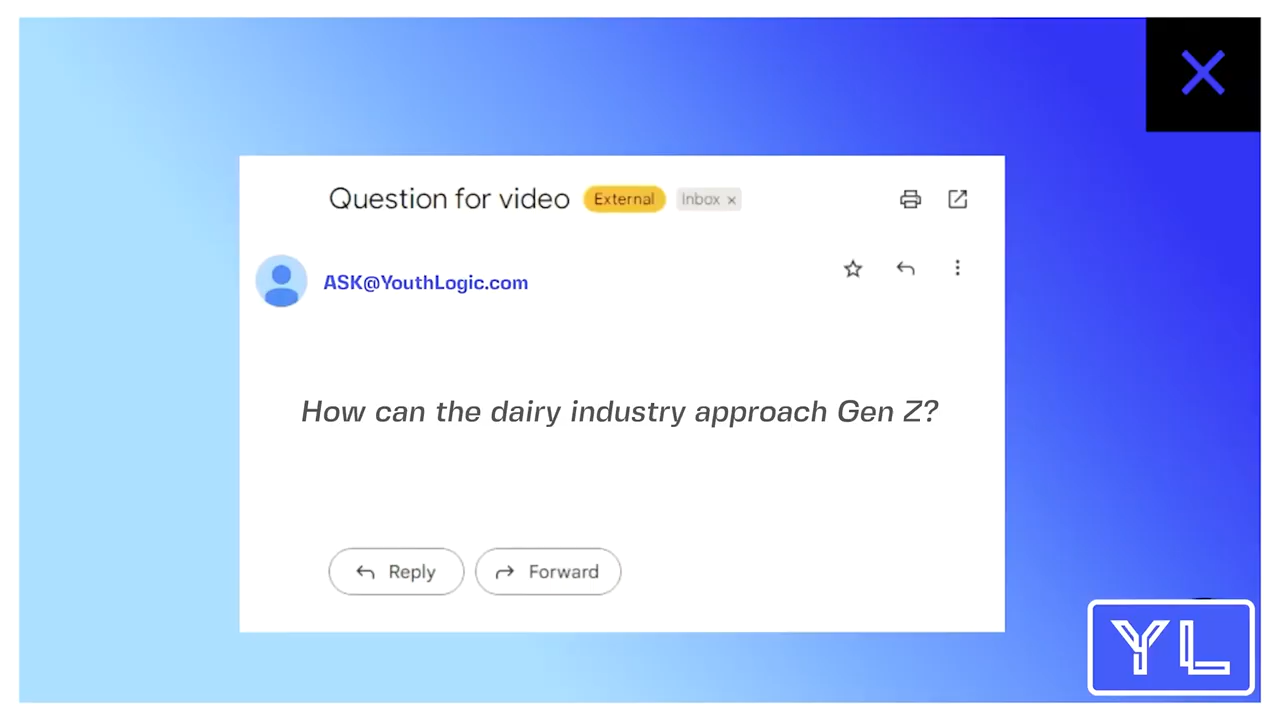 Question for video External Inbox ×
ASK@YouthLogic.com
How can the dairy industry approach Gen Z?
Reply Forward
YL